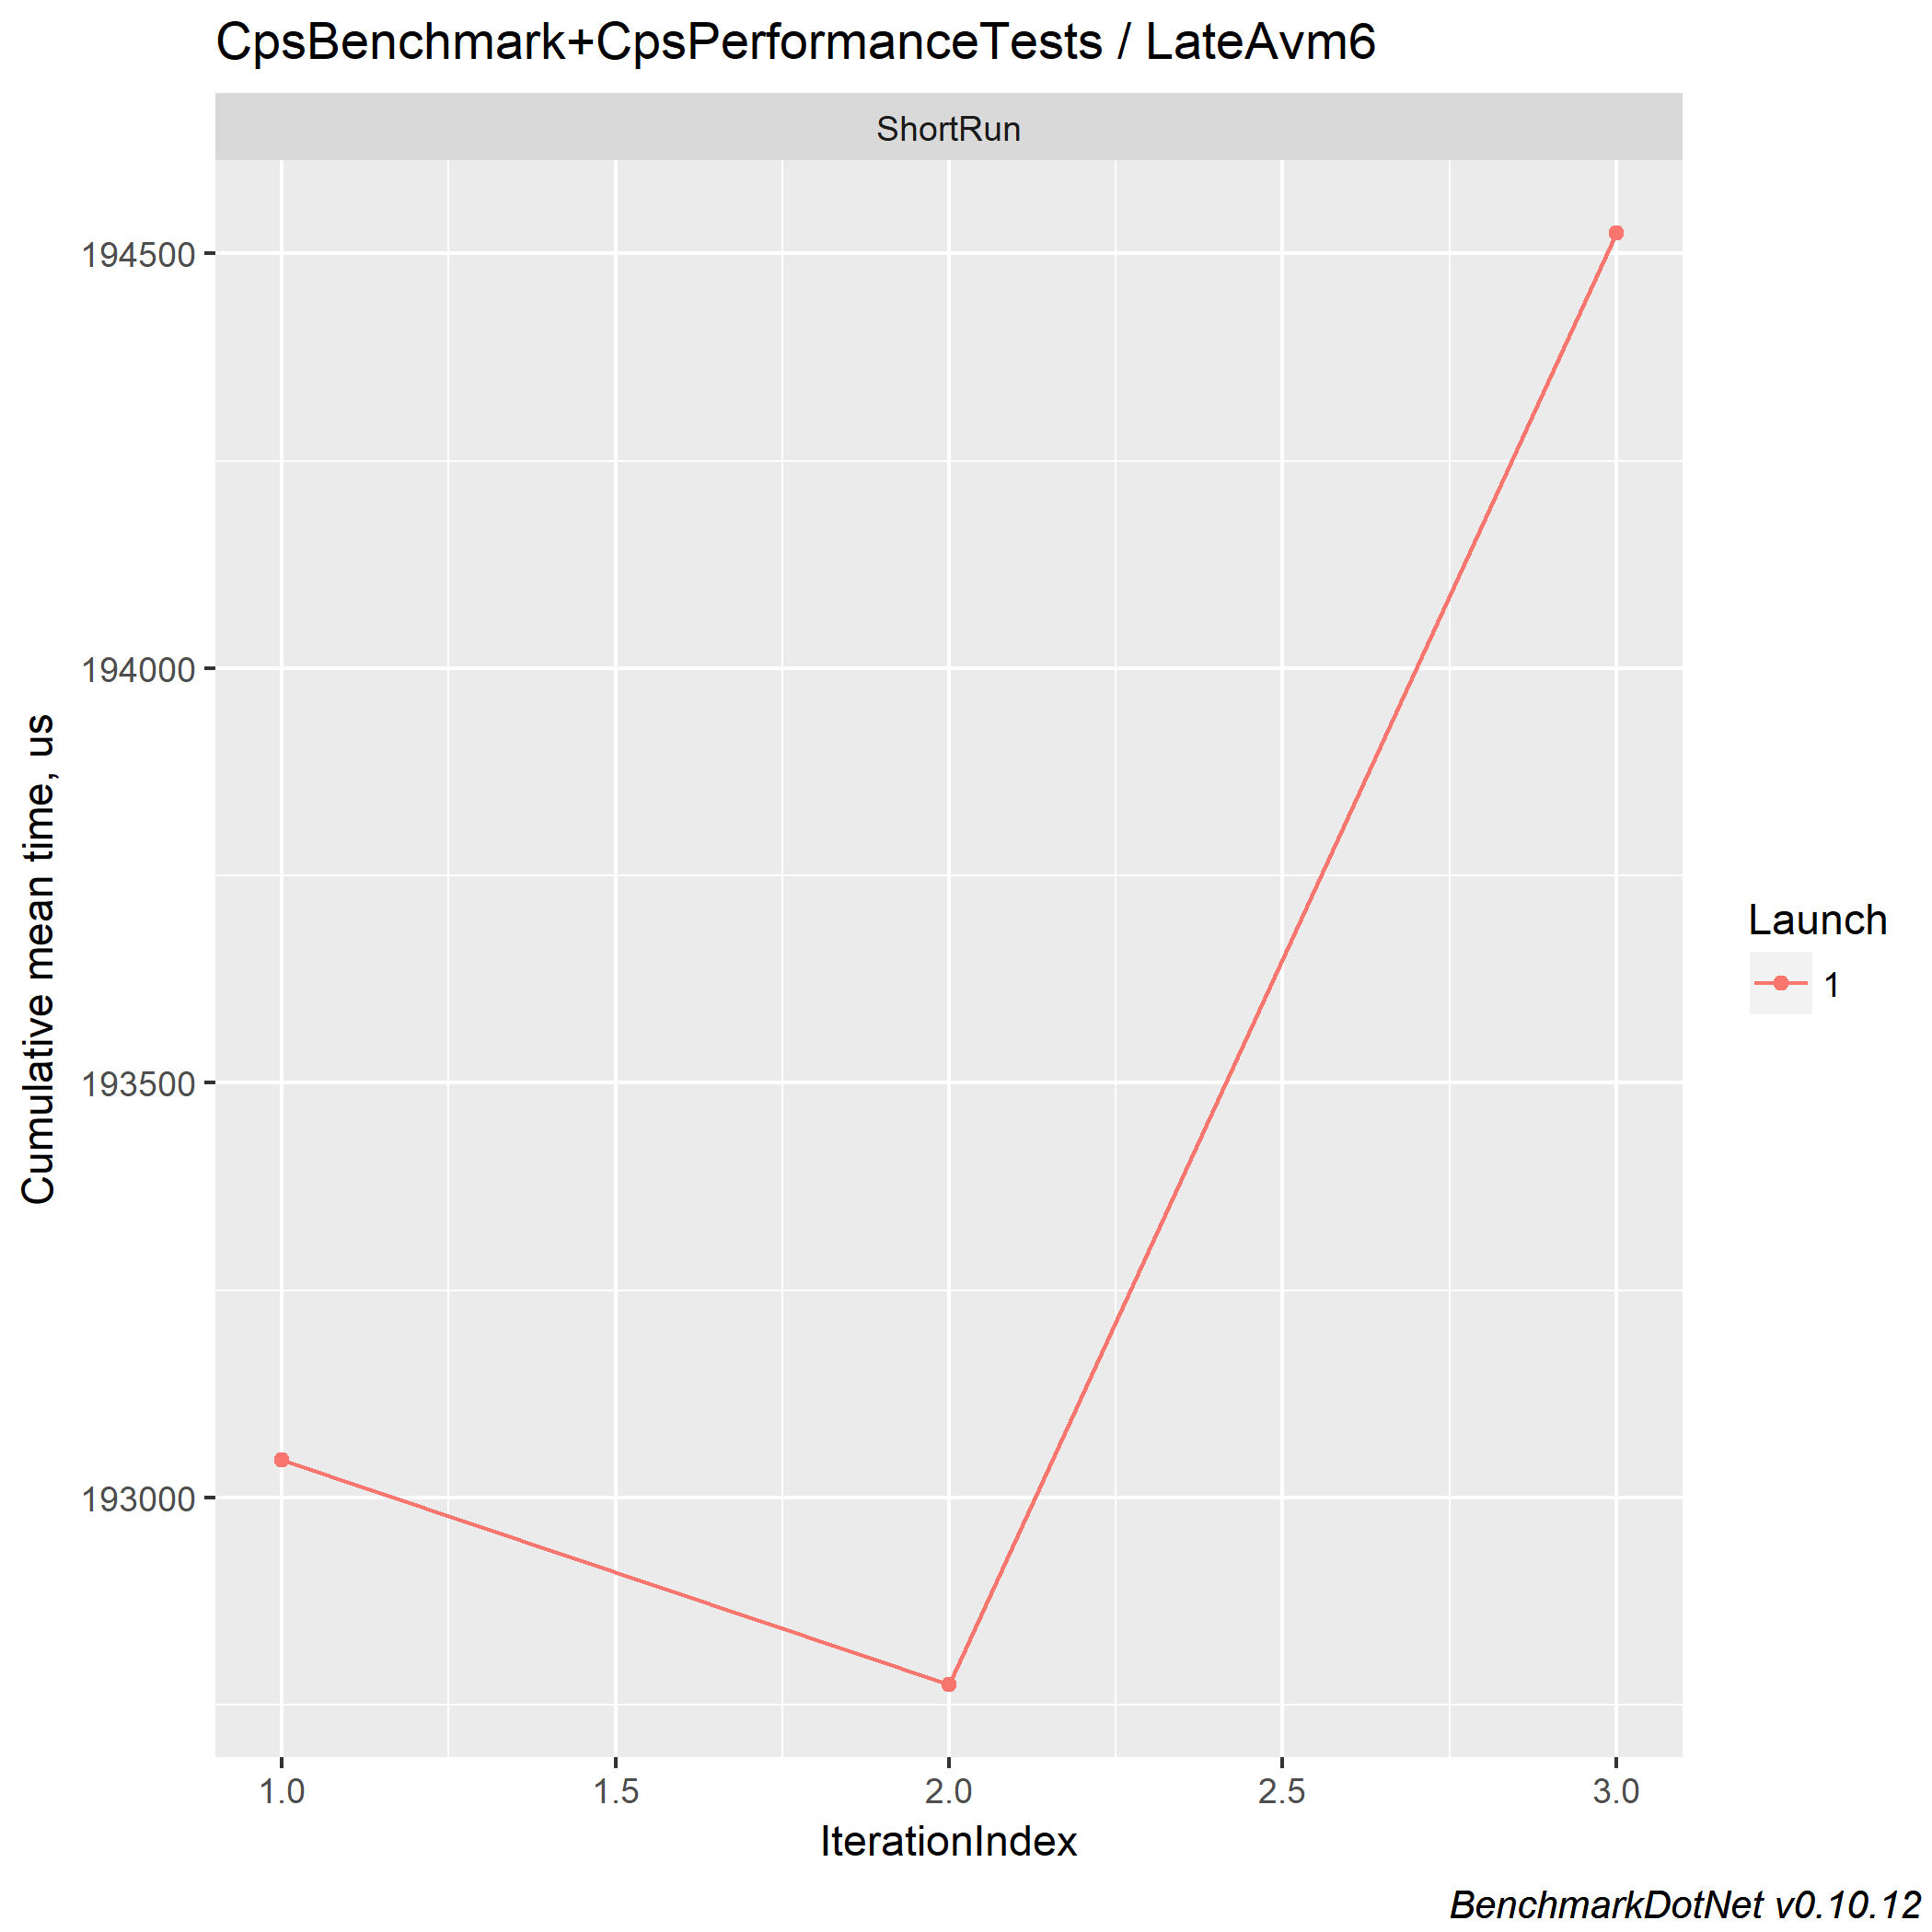 CpsBenchmark+CpsPerformanceTests / LateAvm6
ShortRun
194500
194000
193500
193000
Cumulative mean time, us
1.0 1.5 2.0 2.5 3.0
IterationIndex
Launch
1
BenchmarkDotNet v0.10.12